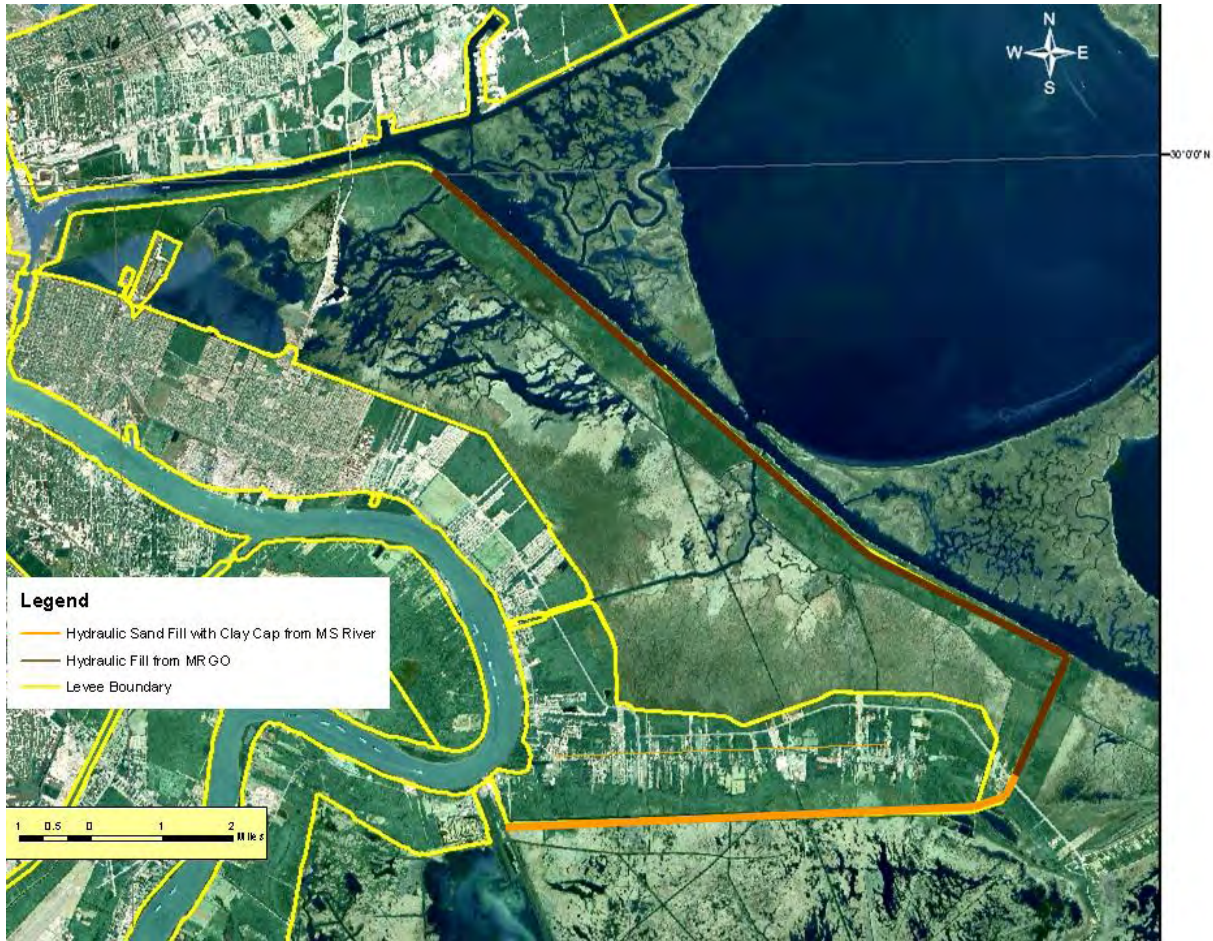 N
W E
S
30°0'0"N
Legend
Hydraulic Sand Fill with Clay Cap from MS River
Hydraulic Fill from MRGO
Levee Boundary
1 0.5 0 1 2
Miles